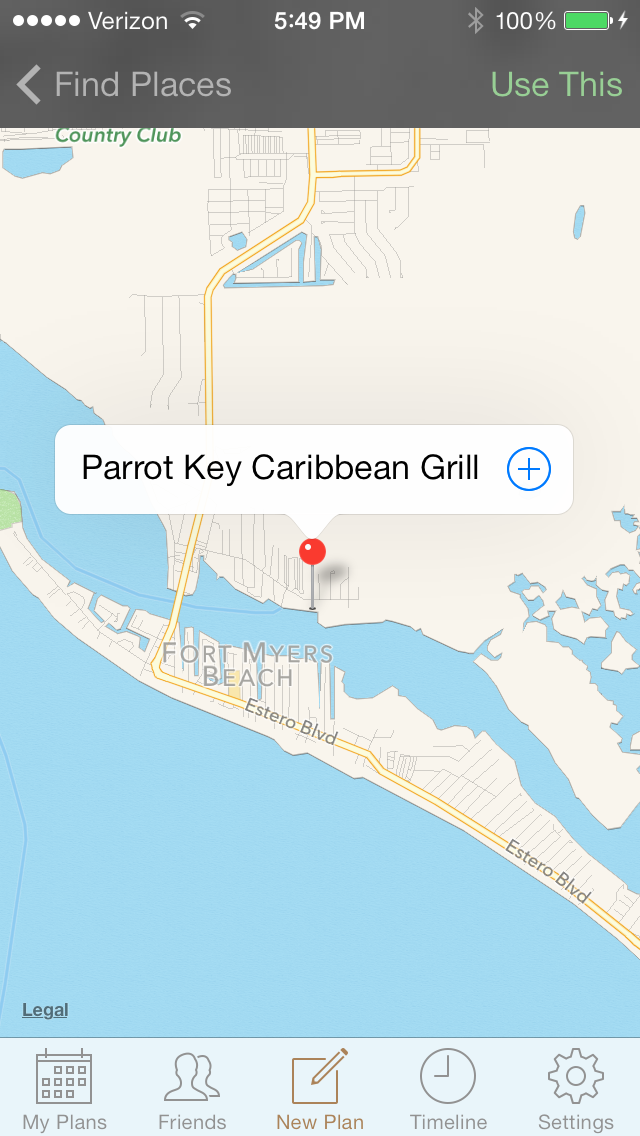 Verizon 5:49 PM 100%
Find Places Use This
Country Club
Parrot Key Caribbean Grill
FORT MYERS
BEACH
Estero Blvd
Estero Blvd
Legal
My Plans Friends New Plan Timeline Settings